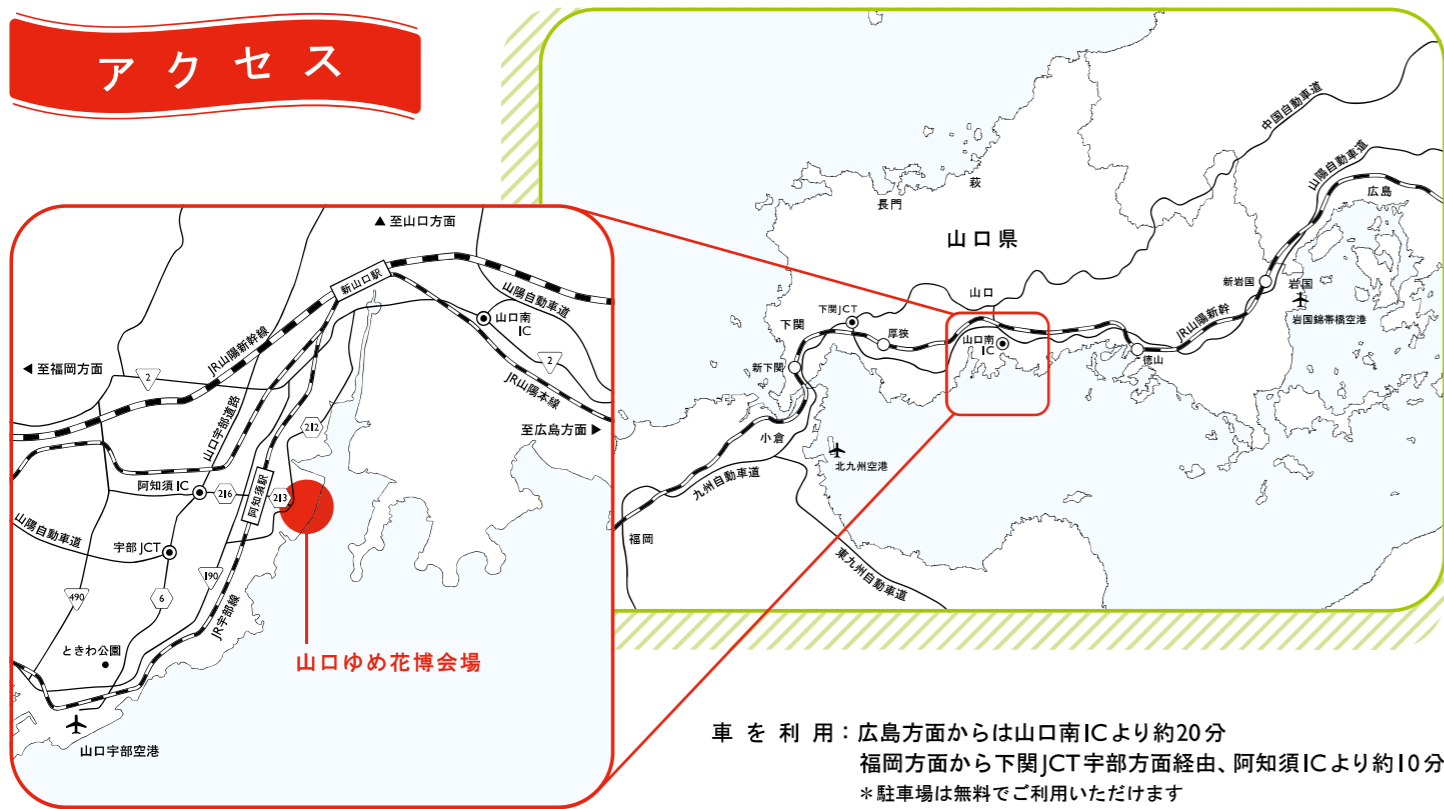 アクセス
中国自動車道
山陽自動車道
広島
萩
長門
山口県
新岩国
岩国
岩国錦帯橋空港
JR山陽新幹
山口
下関JCT
下関
厚狭
山口南
IC
徳山
新下関
小倉
北九州空港
九州自動車道
福岡
東九州自動車道
▲至山口方面
新山口駅
山陽自動車道
山口南
IC
2
JR山陽新幹線
◀至福岡方面
2
JR山陽本線
至広島方面▶
山口宇部道路
212
阿知須IC
216
阿知須駅
213
山陽自動車道
宇部JCT
190
490
6
JR宇部線
ときわ公園
山口ゆめ花博会場
山口宇部空港
車を利用：広島方面からは山口南ICより約20分
福岡方面から下関JCT宇部方面経由、阿知須ICより約10分
＊駐車場は無料でご利用いただけます